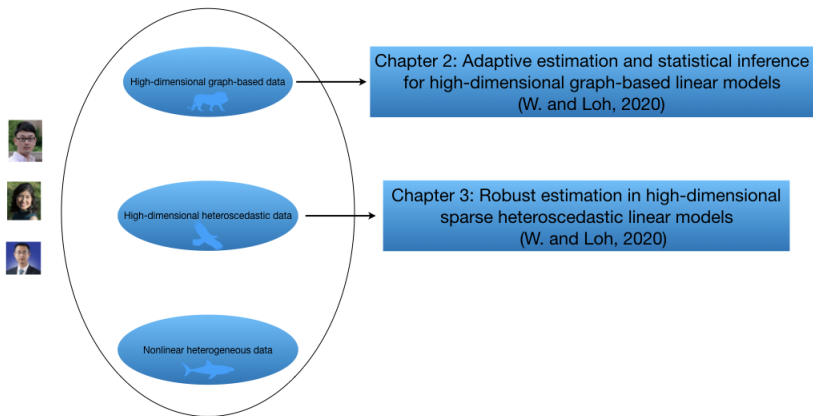 High-dimensional graph-based data
Chapter 2: Adaptive estimation and statistical inference
for high-dimensional graph-based linear models
(W. and Loh, 2020)
High-dimensional heteroscedastic data
Chapter 3: Robust estimation in high-dimensional
sparse heteroscedastic linear models
(W. and Loh, 2020)
Nonlinear heterogeneous data